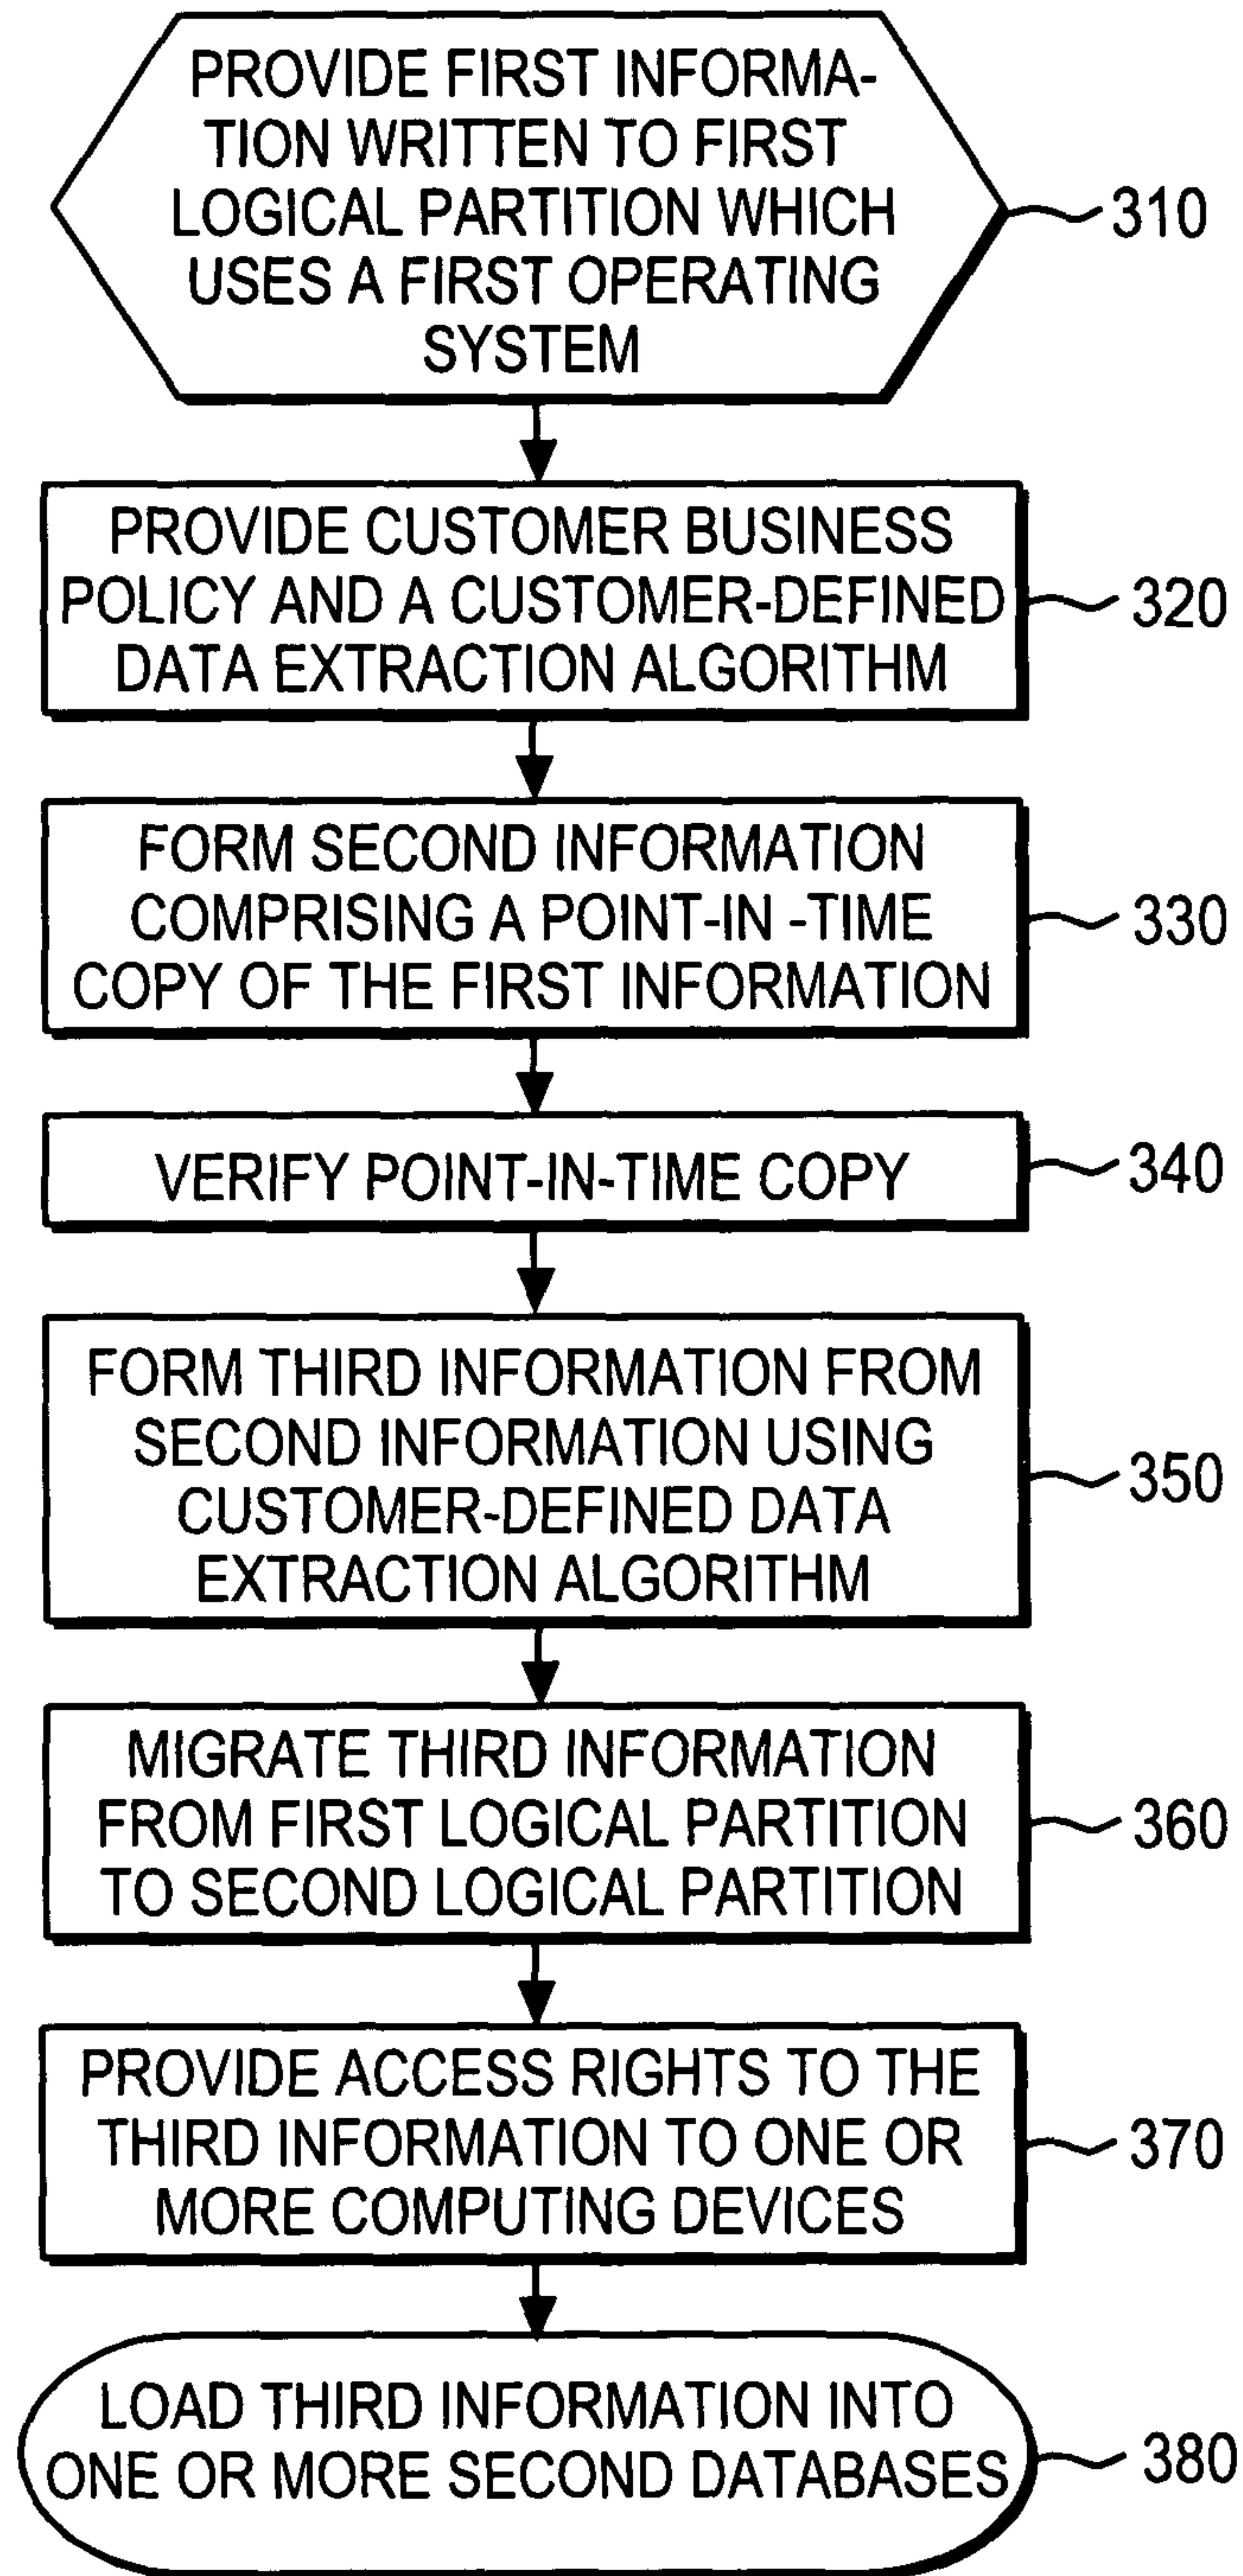 PROVIDE FIRST INFORMA-
TION WRITTEN TO FIRST
LOGICAL PARTITION WHICH
USES A FIRST OPERATING
SYSTEM
310
PROVIDE CUSTOMER BUSINESS
POLICY AND A CUSTOMER-DEFINED
DATA EXTRACTION ALGORITHM
320
FORM SECOND INFORMATION
COMPRISING A POINT-IN -TIME
COPY OF THE FIRST INFORMATION
330
VERIFY POINT-IN-TIME COPY
340
FORM THIRD INFORMATION FROM
SECOND INFORMATION USING
CUSTOMER-DEFINED DATA
EXTRACTION ALGORITHM
350
MIGRATE THIRD INFORMATION
FROM FIRST LOGICAL PARTITION
TO SECOND LOGICAL PARTITION
360
PROVIDE ACCESS RIGHTS TO THE
THIRD INFORMATION TO ONE OR
MORE COMPUTING DEVICES
370
LOAD THIRD INFORMATION INTO
ONE OR MORE SECOND DATABASES
380